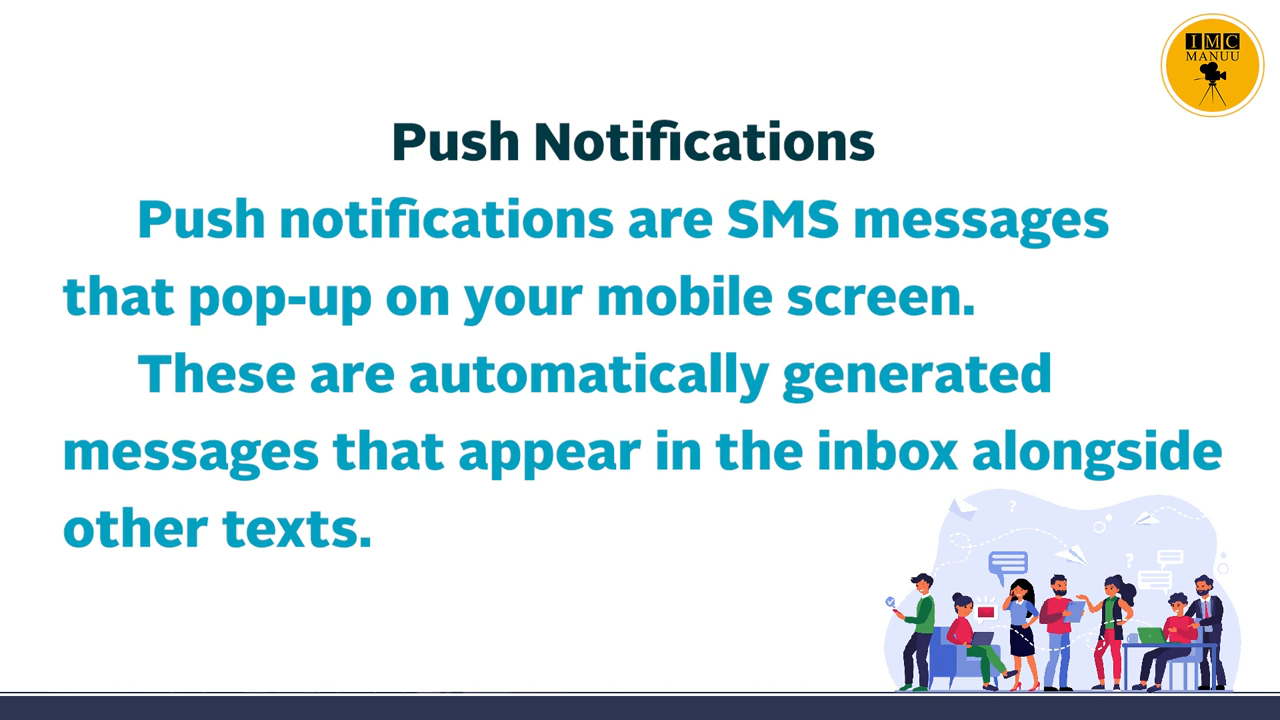 IMC
MANUU
Push Notifications
Push notifications are SMS messages
that pop-up on your mobile screen.
These are automatically generated
messages that appear in the inbox alongside
other texts.